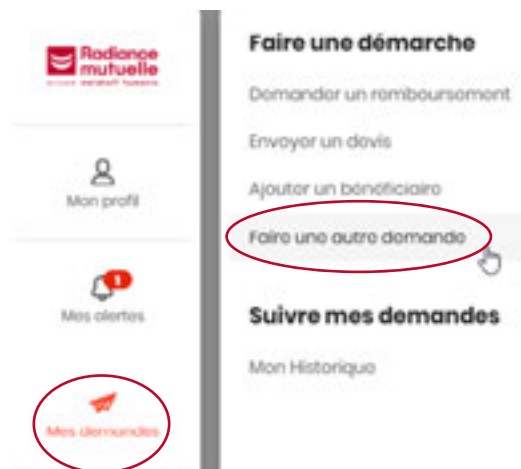 Radiance
mutuelle
Mon profil
1
Mes alertes
Mes demandes
Faire une démarche
Demander un remboursement
Envoyer un devis
Ajouter un bénéficiaire
Faire une autre demande
Suivre mes demandes
Mon Historique